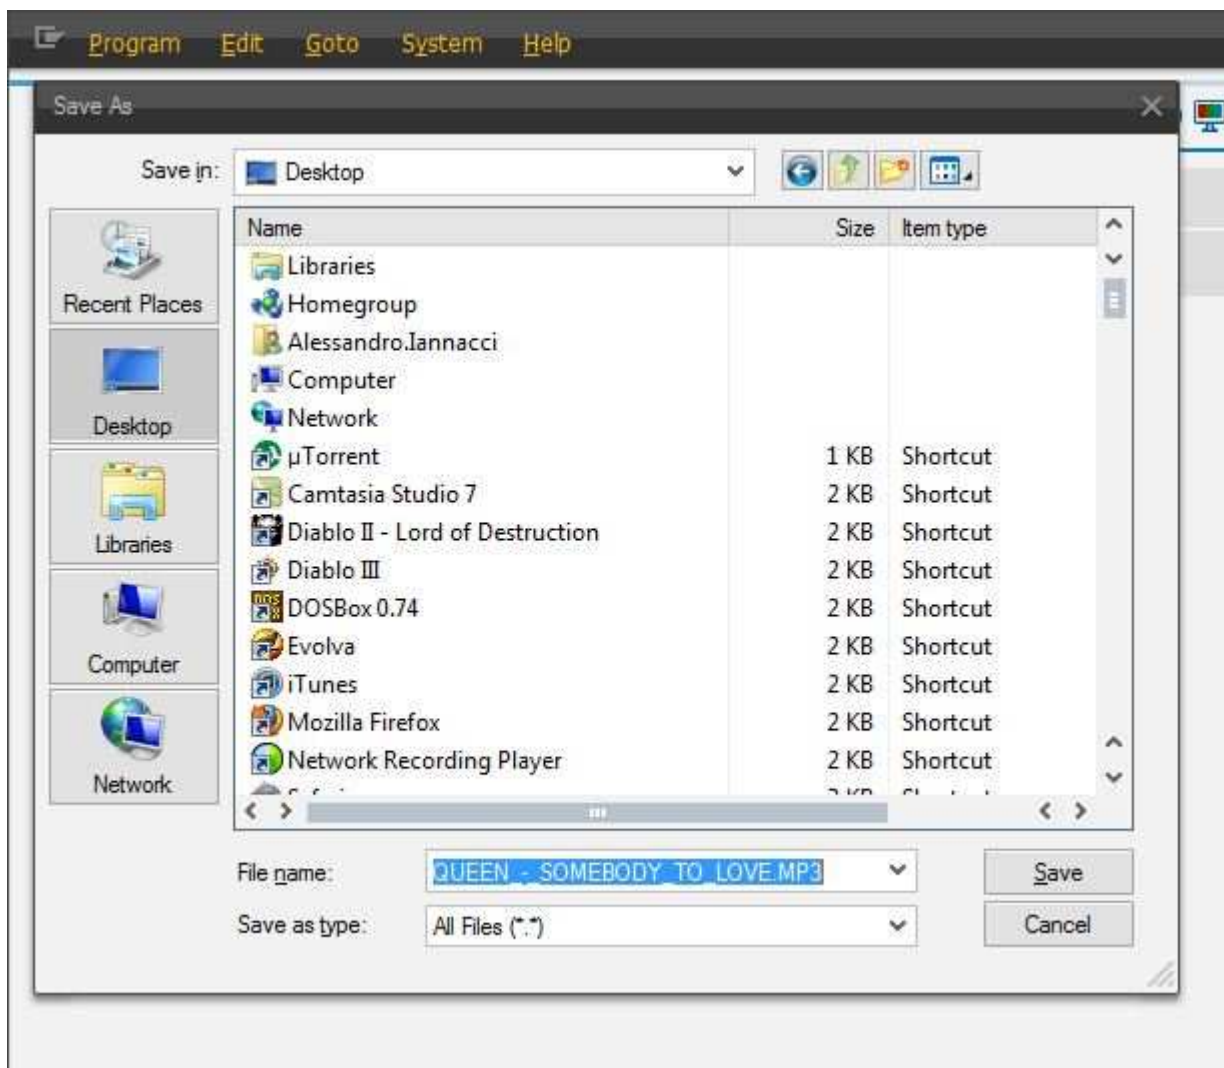 Program Edit Goto System Help
Save As
Save in: Desktop
Name Size Item type
Recent Places
Desktop
Libraries
Computer
Network
Libraries
Homegroup
Alessandro.Iannacci
Computer
Network
µTorrent 1 KB Shortcut
Camtasia Studio 7 2 KB Shortcut
Diablo II - Lord of Destruction 2 KB Shortcut
Diablo III 2 KB Shortcut
DOSBox 0.74 2 KB Shortcut
Evolva 2 KB Shortcut
iTunes 2 KB Shortcut
Mozilla Firefox 2 KB Shortcut
Network Recording Player 2 KB Shortcut
File name: QUEEN_-_SOMEBODY_TO_LOVE.MP3 Save
Save as type: All Files (*.*) Cancel